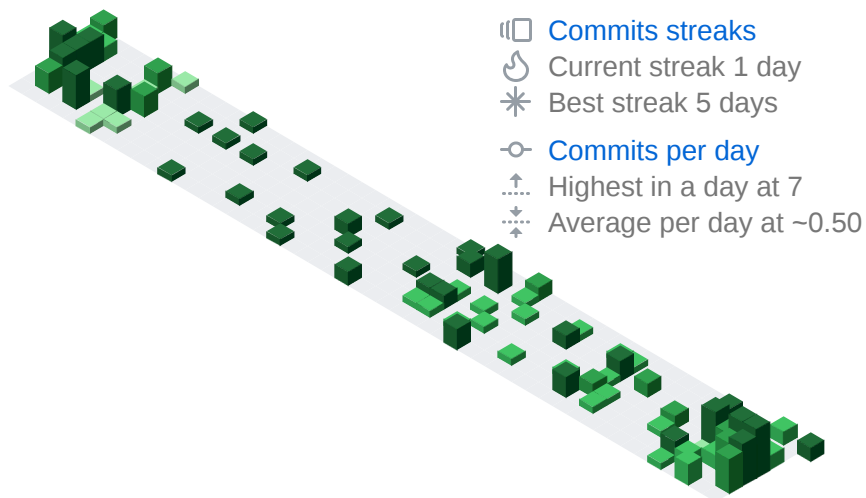 Commits streaks
Current streak 1 day
Best streak 5 days
Commits per day
Highest in a day at 7
Average per day at ~0.50